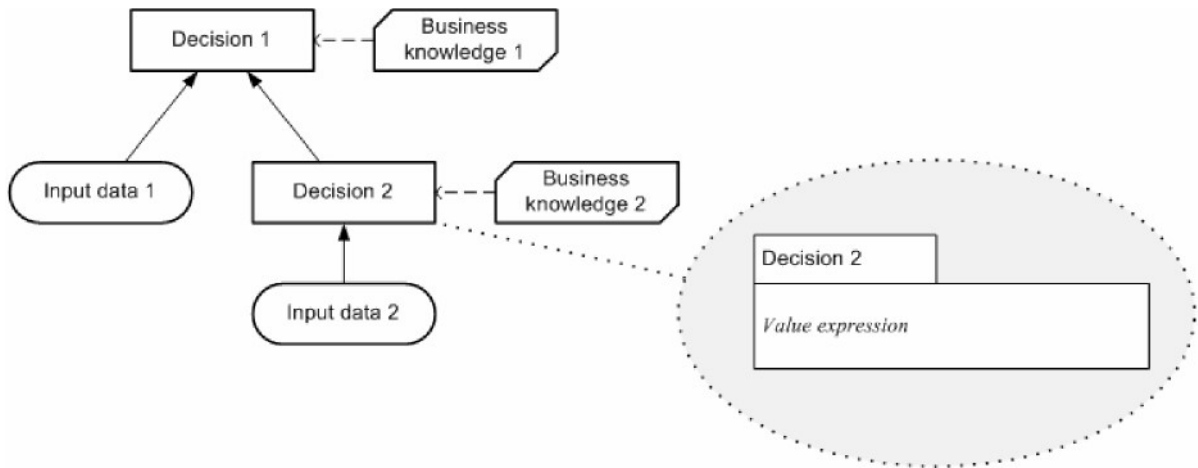 Decision 1
Business
knowledge 1
Input data 1
Decision 2
Business
knowledge 2
Input data 2
Decision 2
Value expression